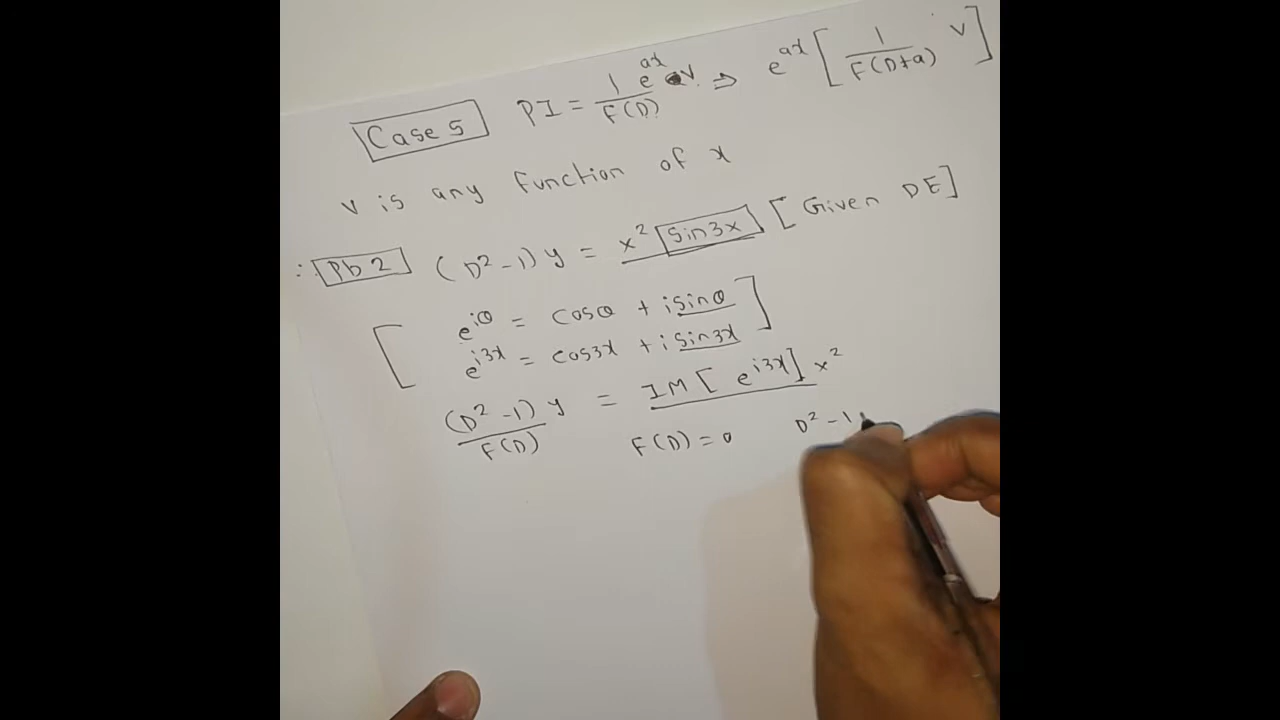 Case 5 PI = 1/F(D) e^{ax} V. ⇒ e^{ax} [ 1/F(D+a) V ]
V is any function of x
∴ Pb 2 (D² - 1) y = x² sin3x [Given DE]
[ e^{iθ} = cosθ + i sinθ
e^{i3x} = cos3x + i sin3x ]
(D² - 1) y = IM [ e^{i3x} ] x²
F(D) F(D) = 0 D² - 1